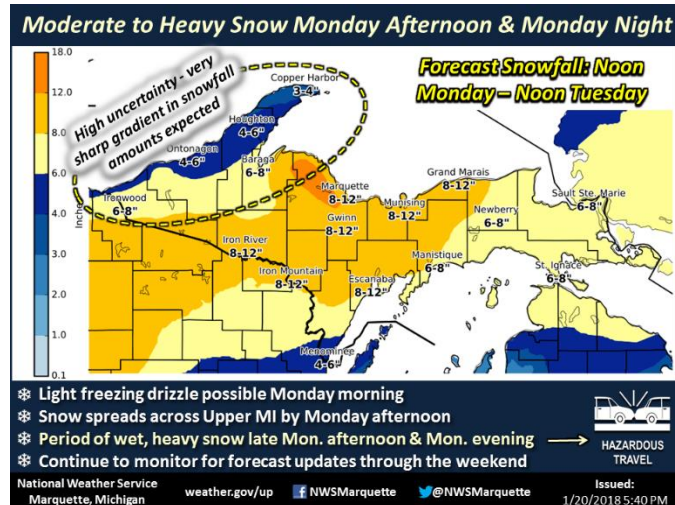 Moderate to Heavy Snow Monday Afternoon & Monday Night
18.0
12.0
8.0
6.0
4.0
3.0
2.0
1.0
0.1
Inches
High uncertainty - very
sharp gradient in snowfall
amounts expected
Forecast Snowfall: Noon
Monday – Noon Tuesday
Copper Harbor
3-4"
Houghton
4-6"
Ontonagon
4-6"
Baraga
6-8"
Ironwood
6-8"
Marquette
8-12"
Gwinn
8-12"
Munising
8-12"
Grand Marais
8-12"
Newberry
6-8"
Sault Ste. Marie
6-8"
Iron River
8-12"
Iron Mountain
8-12"
Escanaba
8-12"
Manistique
6-8"
St. Ignace
6-8"
Menominee
4-6"
Light freezing drizzle possible Monday morning
Snow spreads across Upper MI by Monday afternoon
Period of wet, heavy snow late Mon. afternoon & Mon. evening
Continue to monitor for forecast updates through the weekend
HAZARDOUS
TRAVEL
National Weather Service
Marquette, Michigan
weather.gov/up
NWSMarquette
@NWSMarquette
Issued:
1/20/2018 5:40 PM